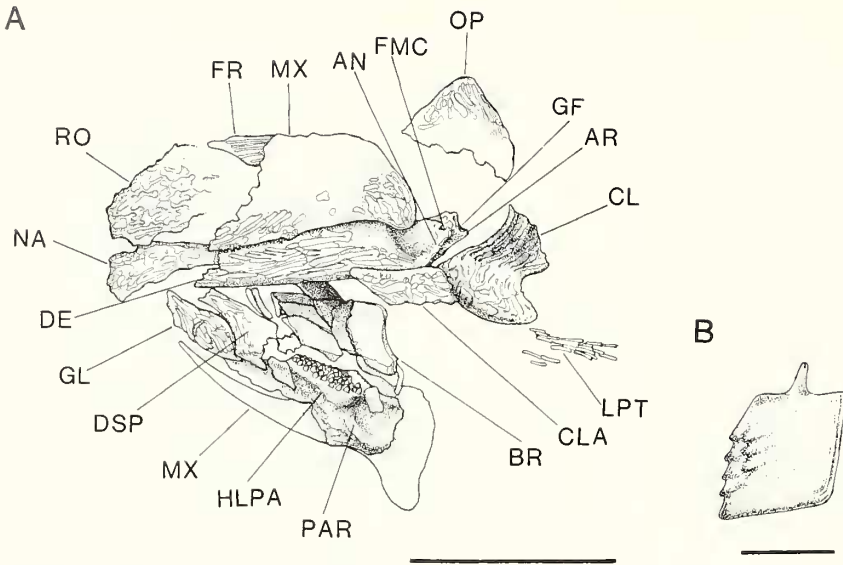 A
OP
FMC
AN
FR MX
GF
RO
AR
CL
NA
DE
B
GL
LPT
DSP
CLA
MX
BR
HLPA
PAR